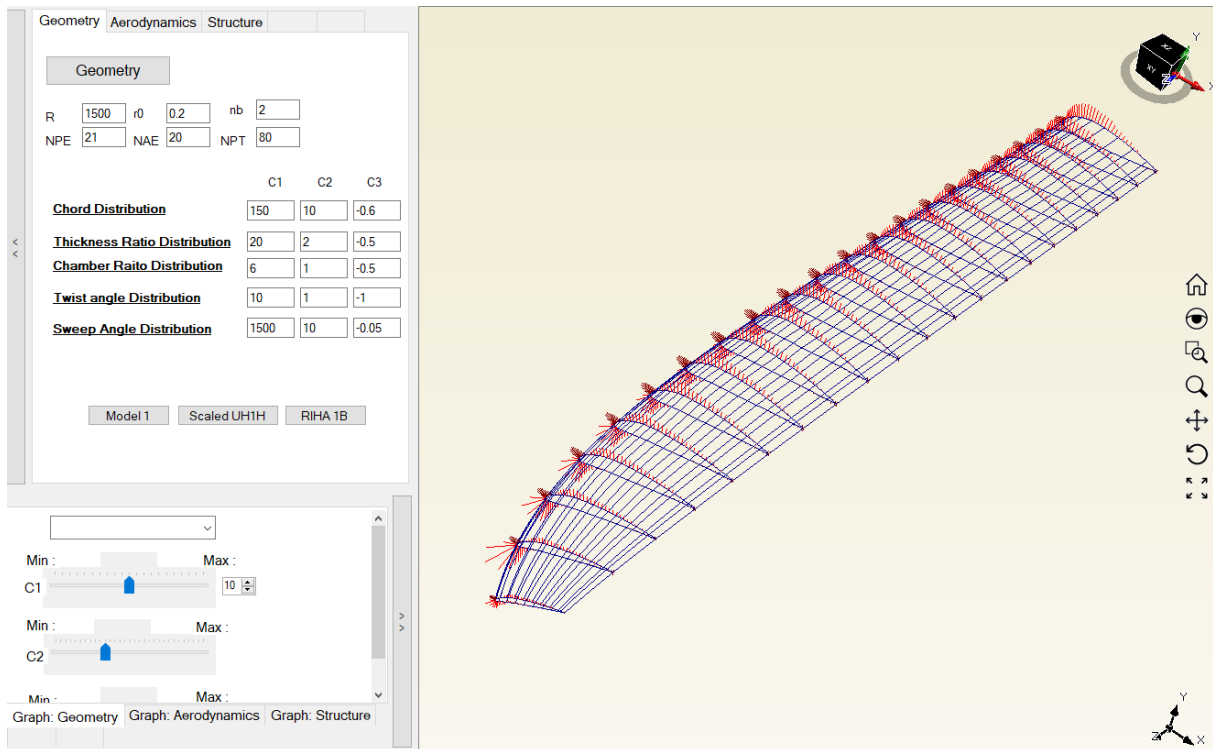 Geometry Aerodynamics Structure
Geometry
R 1500 r0 0.2 nb 2
NPE 21 NAE 20 NPT 80
C1 C2 C3
Chord Distribution 150 10 -0.6
Thickness Ratio Distribution 20 2 -0.5
Chamber Raito Distribution 6 1 -0.5
Twist angle Distribution 10 1 -1
Sweep Angle Distribution 1500 10 -0.05
Model 1 Scaled UH1H RIHA 1B
Min : Max :
C1 10
Min : Max :
C2
Min : Max :
Graph: Geometry Graph: Aerodynamics Graph: Structure
XZ
XY
Z
Y
X
Y
Z
X